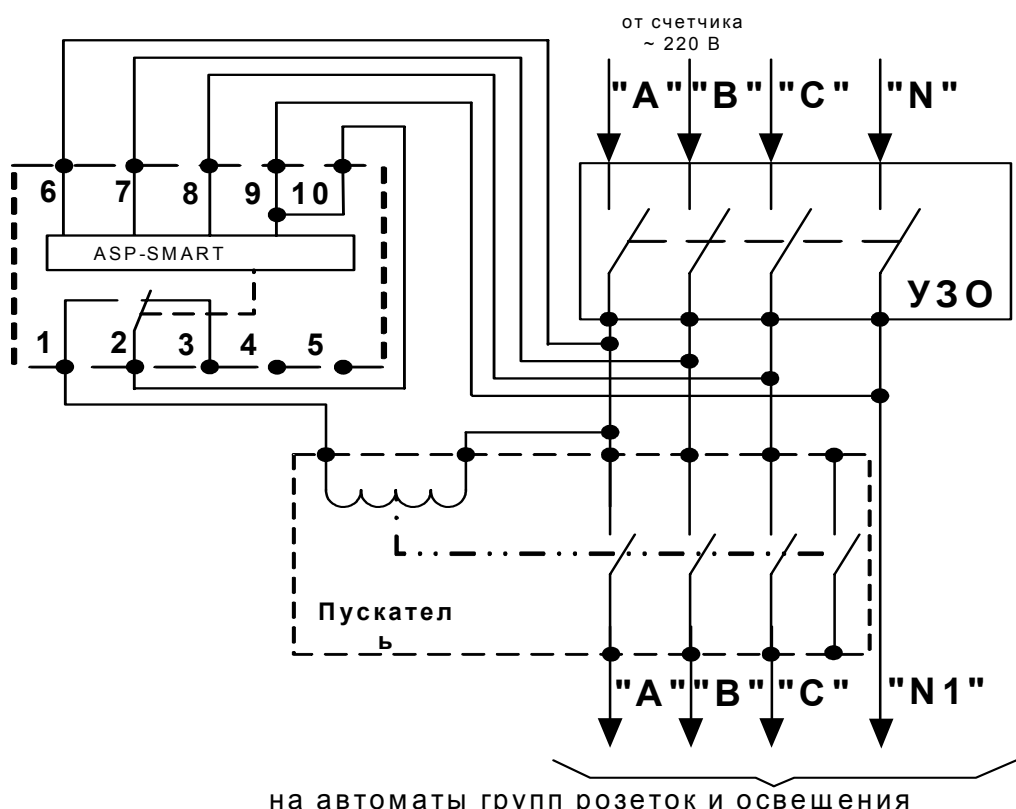 от счетчика
~ 220 В
"A" "B" "C" "N"
6 7 8 9 10
ASP-SMART
УЗО
1 2 3 4 5
Пускател
ь
"A" "B" "C" "N1"
на автоматы групп розеток и освещения